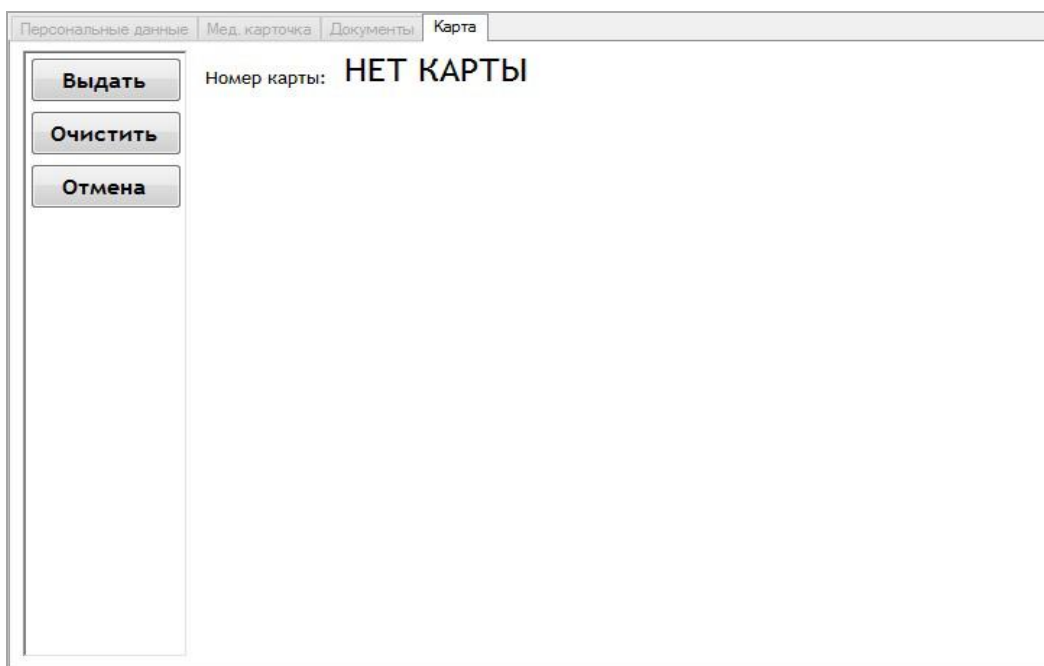 Персональные данные Мед. карточка Документы Карта
Выдать
Номер карты: НЕТ КАРТЫ
Очистить
Отмена